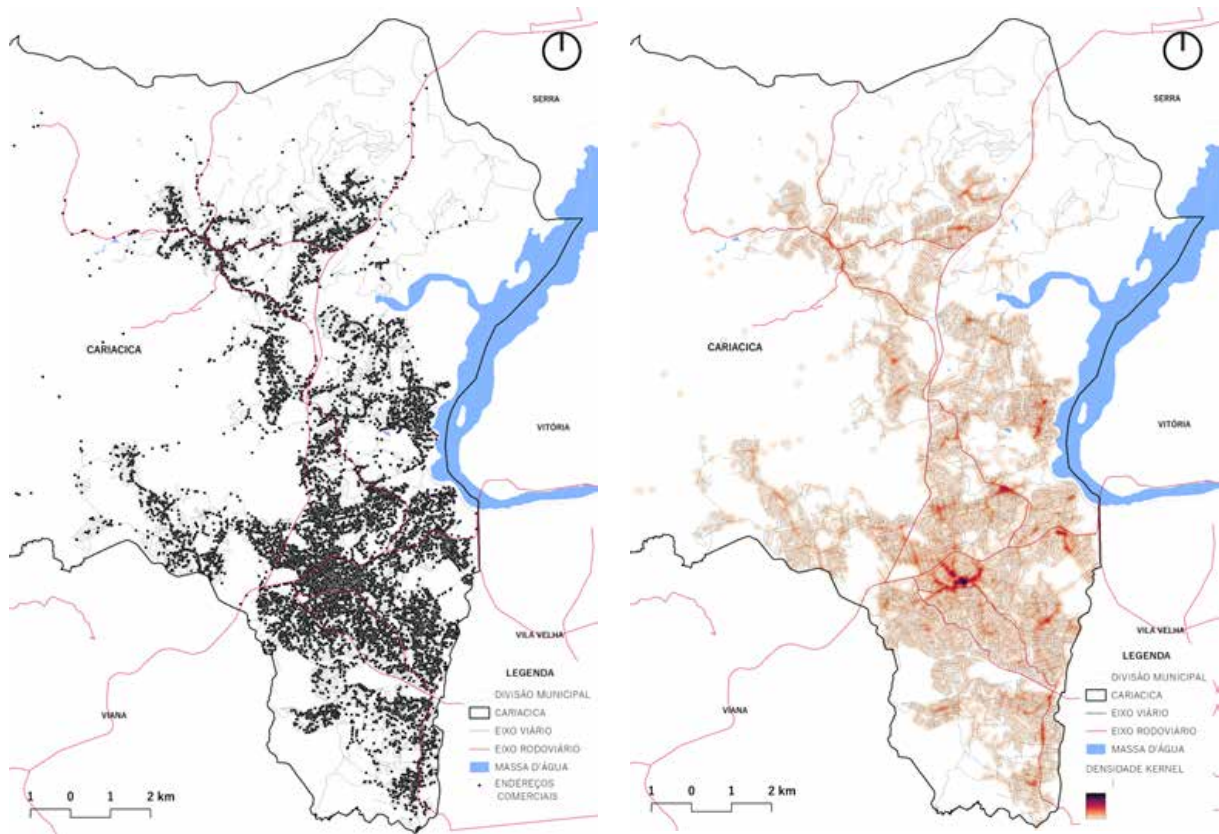 SERRA
CARIACICA
VITÓRIA
VILA VELHA
VIANA
LEGENDA
DIVISÃO MUNICIPAL
CARIACICA
EIXO VIÁRIO
EIXO RODOVIÁRIO
MASSA D'ÁGUA
ENDEREÇOS
COMERCIAIS
1 0 1 2 km
SERRA
CARIACICA
VITÓRIA
VILA VELHA
VIANA
LEGENDA
DIVISÃO MUNICIPAL
CARIACICA
EIXO VIÁRIO
EIXO RODOVIÁRIO
MASSA D'ÁGUA
DENSIDADE KERNEL
1 0 1 2 km